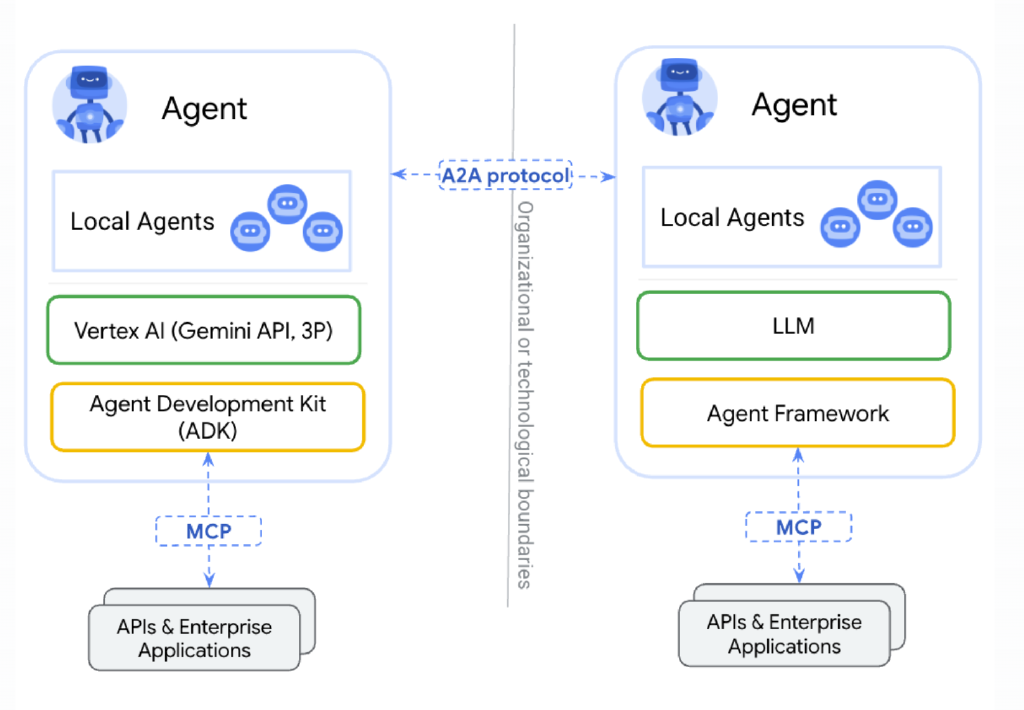 Agent
Local Agents
Vertex AI (Gemini API, 3P)
Agent Development Kit
(ADK)
MCP
APIs & Enterprise
Applications
A2A protocol
Organizational or technological boundaries
Agent
Local Agents
LLM
Agent Framework
MCP
APIs & Enterprise
Applications